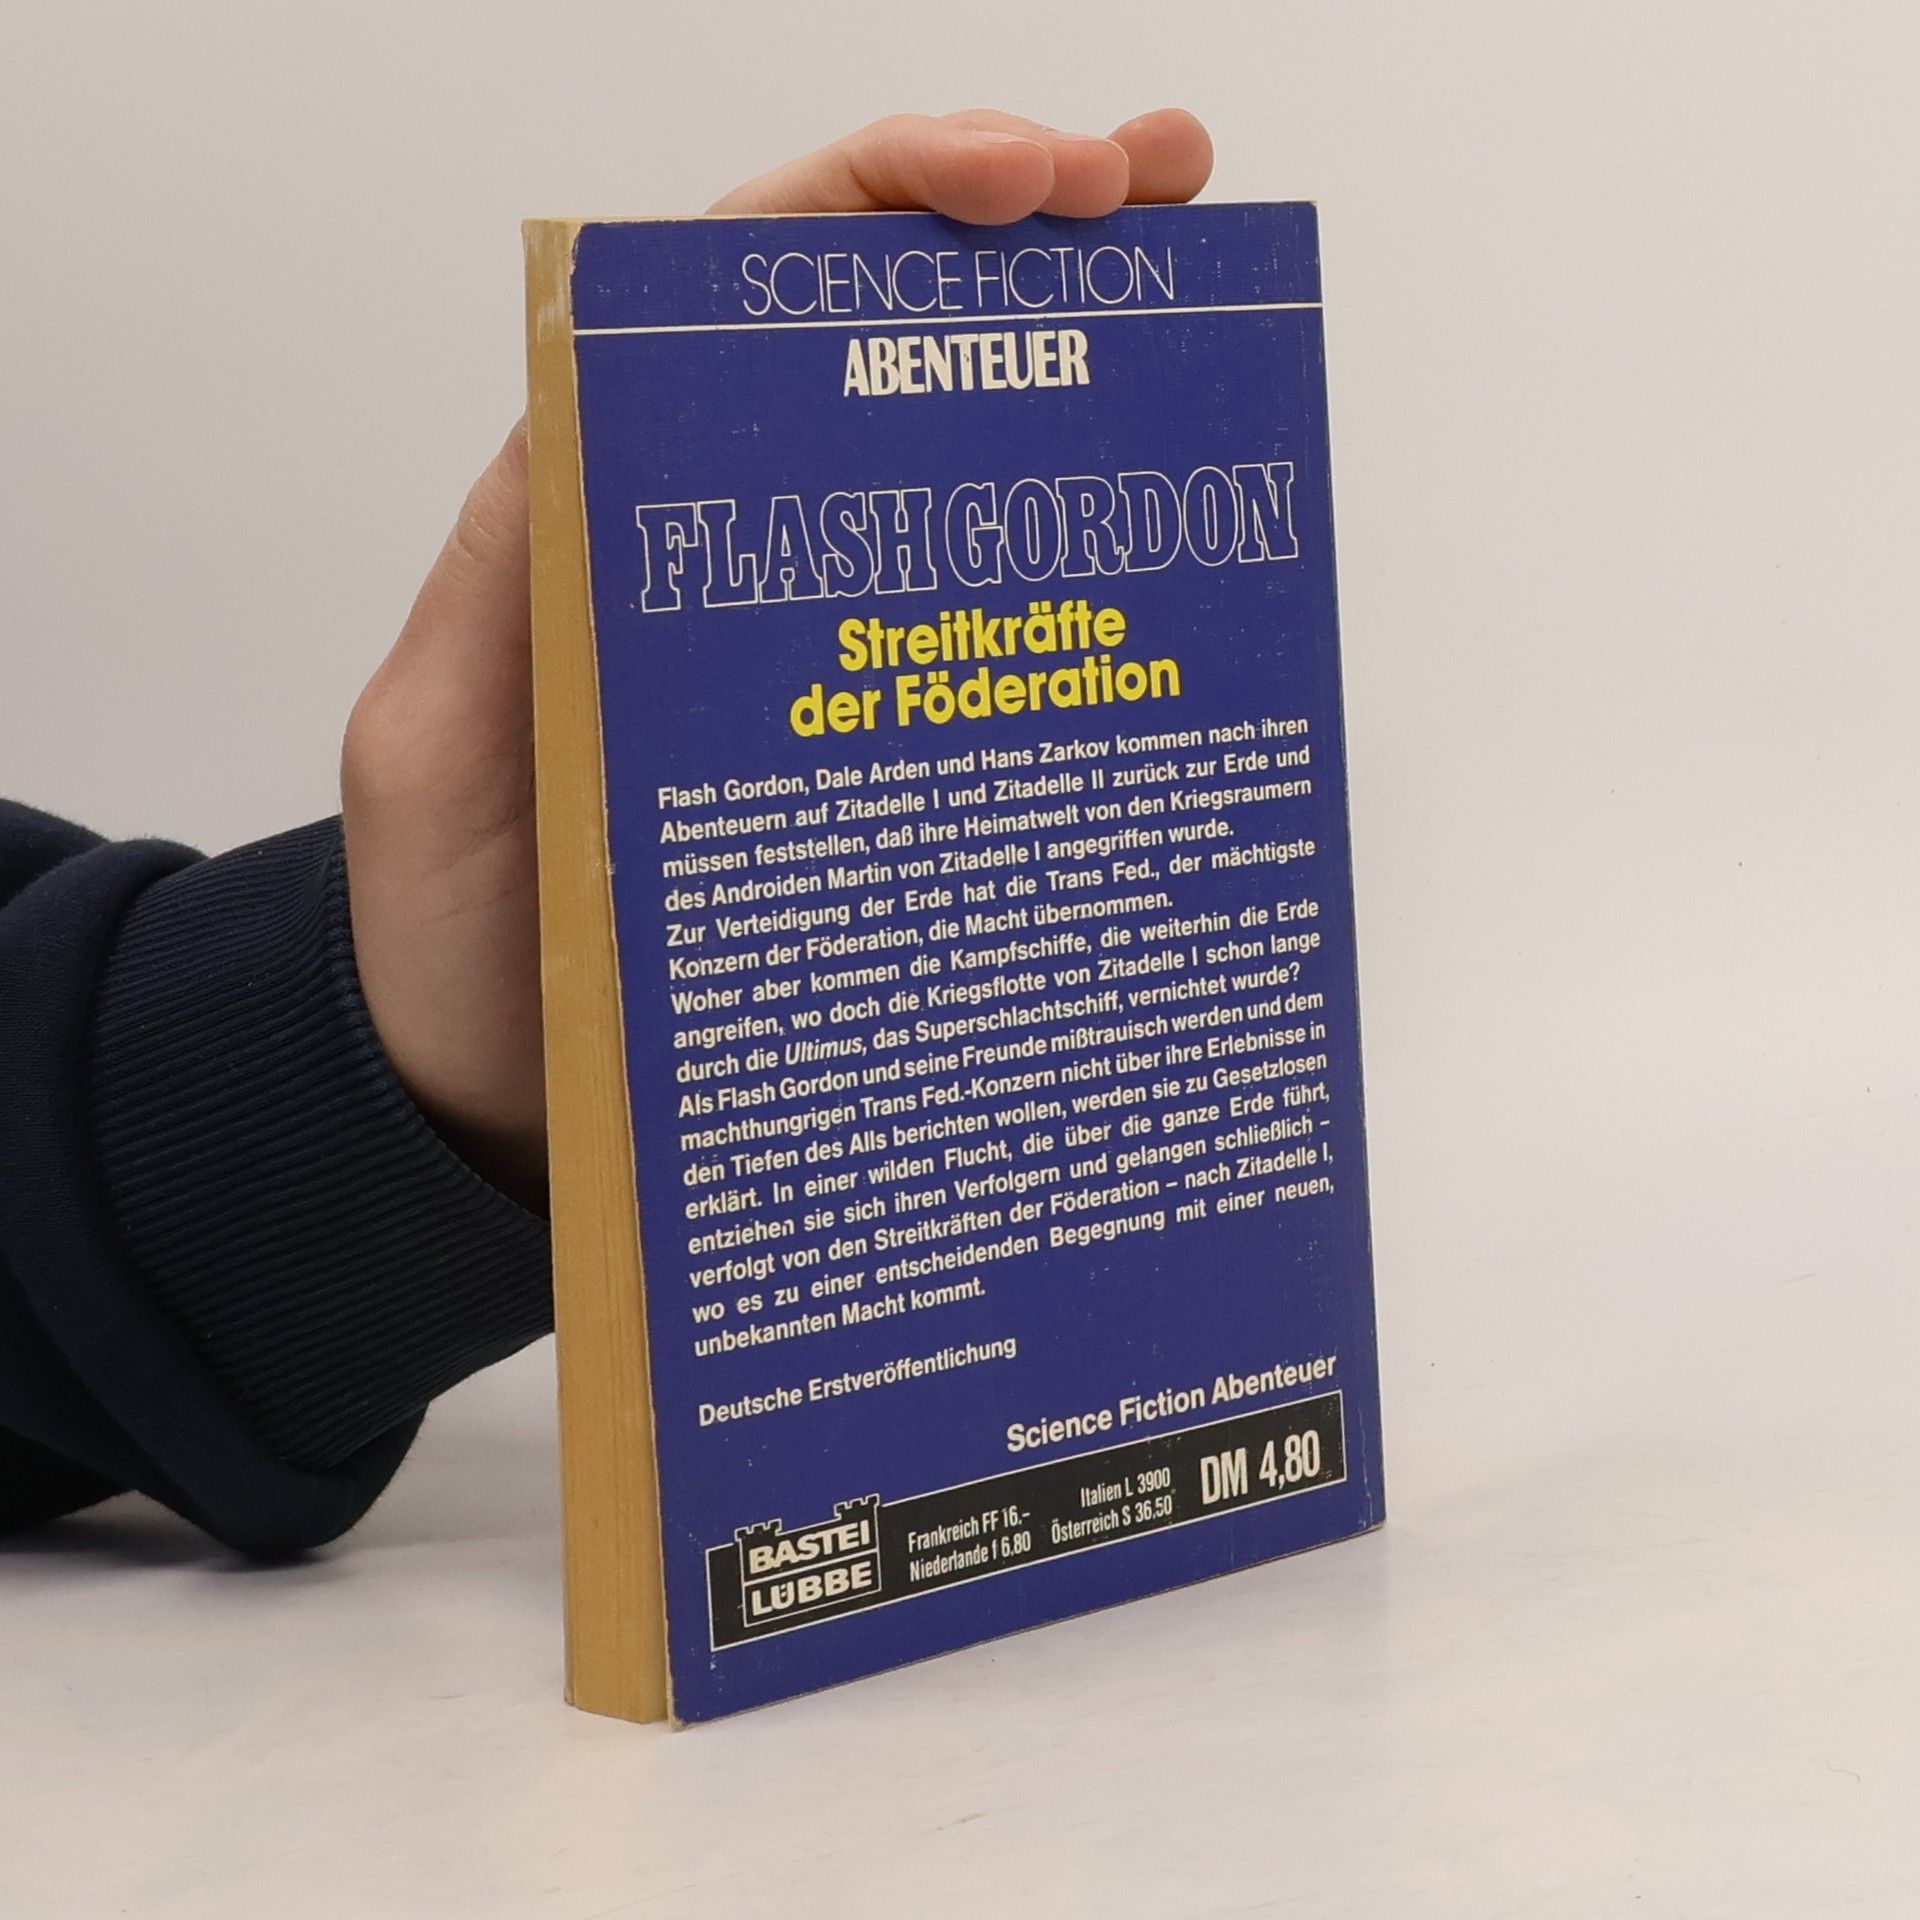 SCIENCE FICTION
ABENTEUER
FLASH GORDON
Streitkräfte
der Föderation
Flash Gordon, Dale Arden und Hans Zarkov kommen nach ihren
Abenteuern auf Zitadelle I und Zitadelle II zurück zur Erde und
müssen feststellen, daß ihre Heimatwelt von den Kriegsraumern
des Androiden Martin von Zitadelle I angegriffen wurde.
Zur Verteidigung der Erde hat die Trans Fed., der mächtigste
Konzern der Föderation, die Macht übernommen.
Woher aber kommen die Kampfschiffe, die weiterhin die Erde
angreifen, wo doch die Kriegsflotte von Zitadelle I schon lange
durch die Ultimus, das Superschlachtschiff, vernichtet wurde?
Als Flash Gordon und seine Freunde mißtrauisch werden und dem
machthungrigen Trans Fed.-Konzern nicht über ihre Erlebnisse in
den Tiefen des Alls berichten wollen, werden sie zu Gesetzlosen
erklärt. In einer wilden Flucht, die über die ganze Erde führt,
entziehen sie sich ihren Verfolgern und gelangen schließlich –
verfolgt von den Streitkräften der Föderation – nach Zitadelle I,
wo es zu einer entscheidenden Begegnung mit einer neuen,
unbekannten Macht kommt.
Deutsche Erstveröffentlichung
Science Fiction Abenteuer
BASTEI
LÜBBE
Frankreich FF 16.–
Niederlande f 6,80
Italien L 3900
Österreich S 36,50
DM 4,80